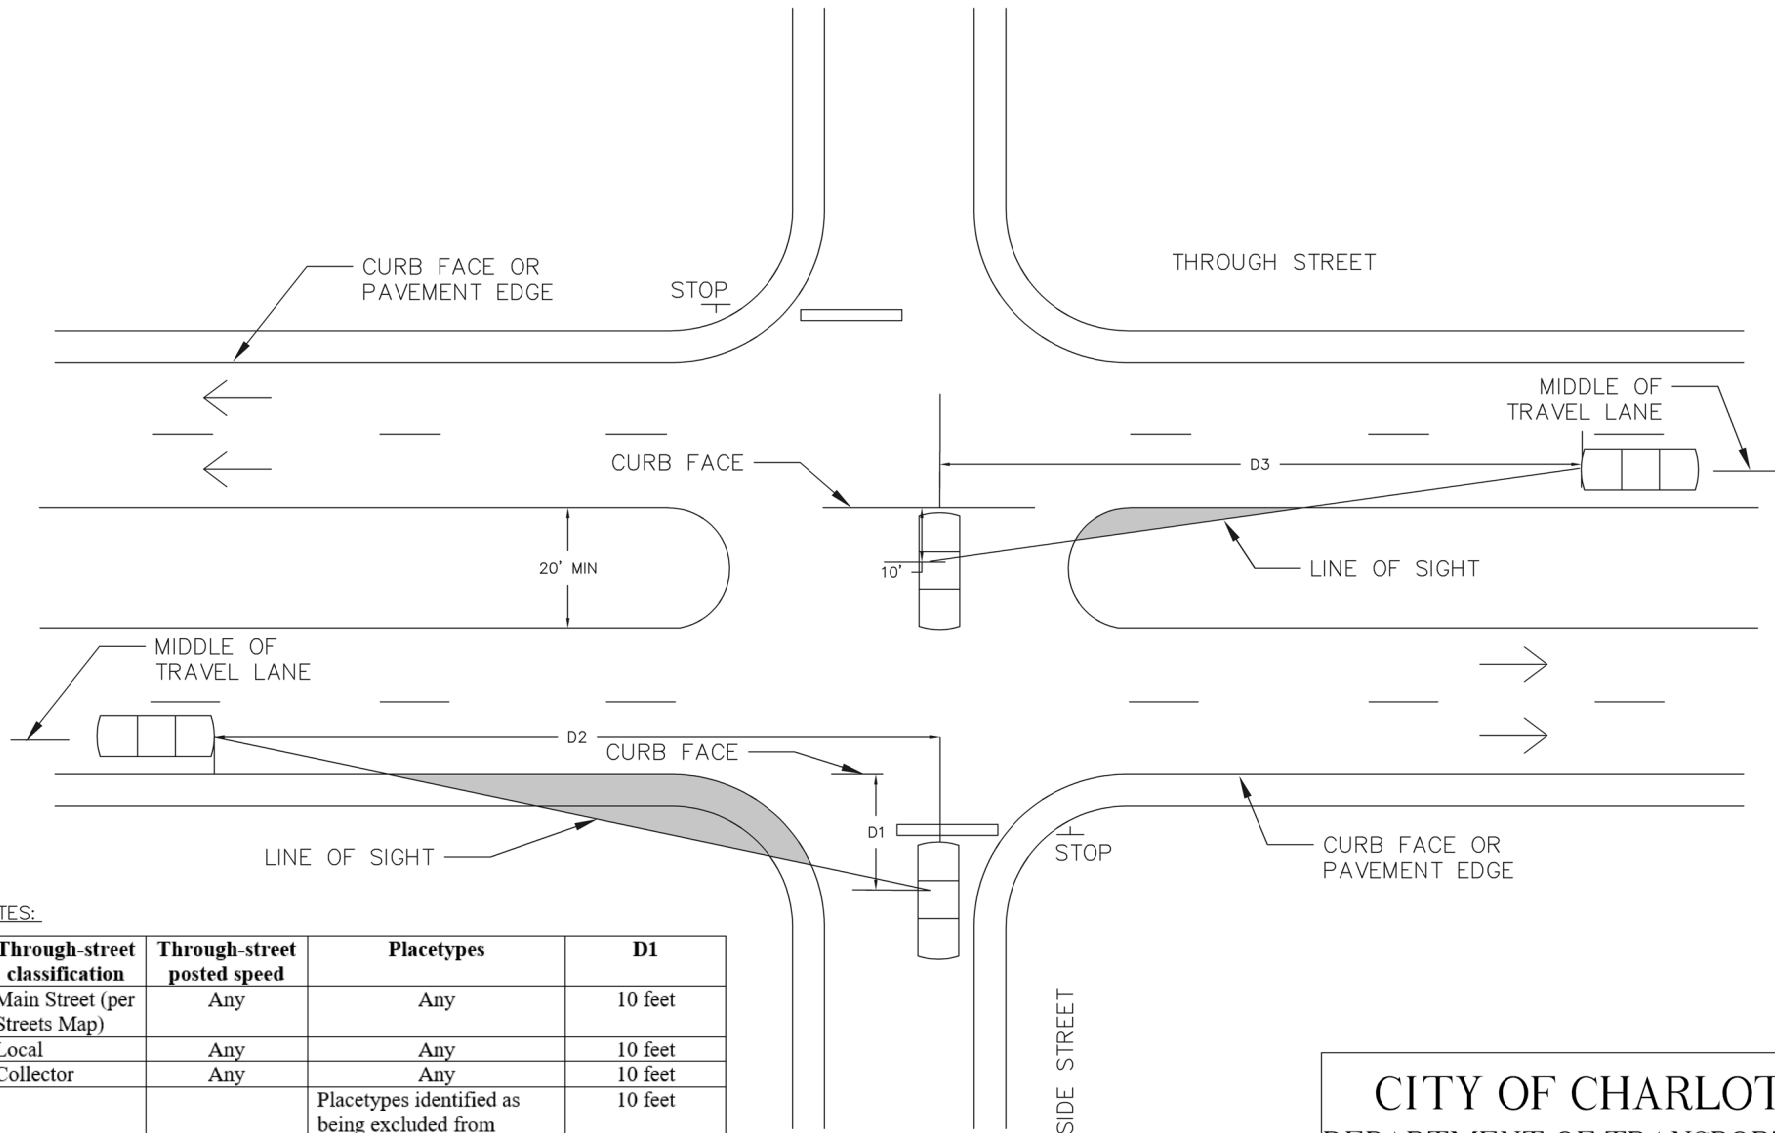 THROUGH STREET
CURB FACE OR
PAVEMENT EDGE
STOP
MIDDLE OF
TRAVEL LANE
CURB FACE
D3
20' MIN
10'
LINE OF SIGHT
MIDDLE OF
TRAVEL LANE
D2
CURB FACE
D1
STOP
LINE OF SIGHT
CURB FACE OR
PAVEMENT EDGE
TES:
Through-street classification Through-street posted speed Placetypes D1
Main Street (per Streets Map) Any Any 10 feet
Local Any Any 10 feet
Collector Any Any 10 feet
Placetypes identified as 10 feet
being excluded from
SIDE STREET
CITY OF CHARLOT